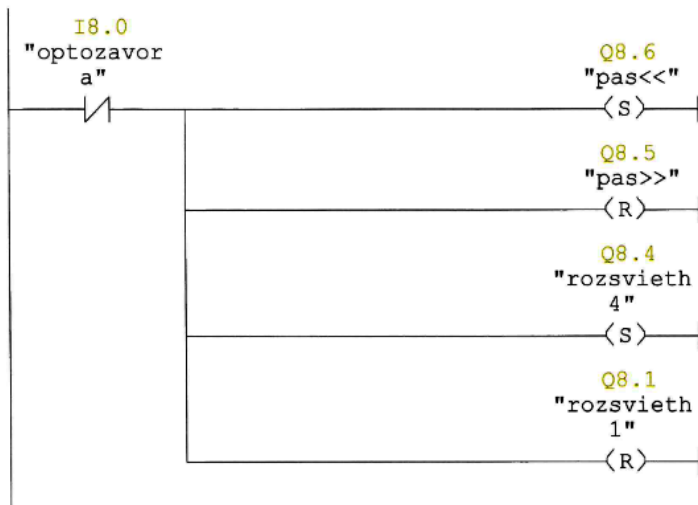 I8.0
"optozavor
a"
Q8.6
"pas<<"
(S)
Q8.5
"pas>>"
(R)
Q8.4
"rozsvieth
4"
(S)
Q8.1
"rozsvieth
1"
(R)